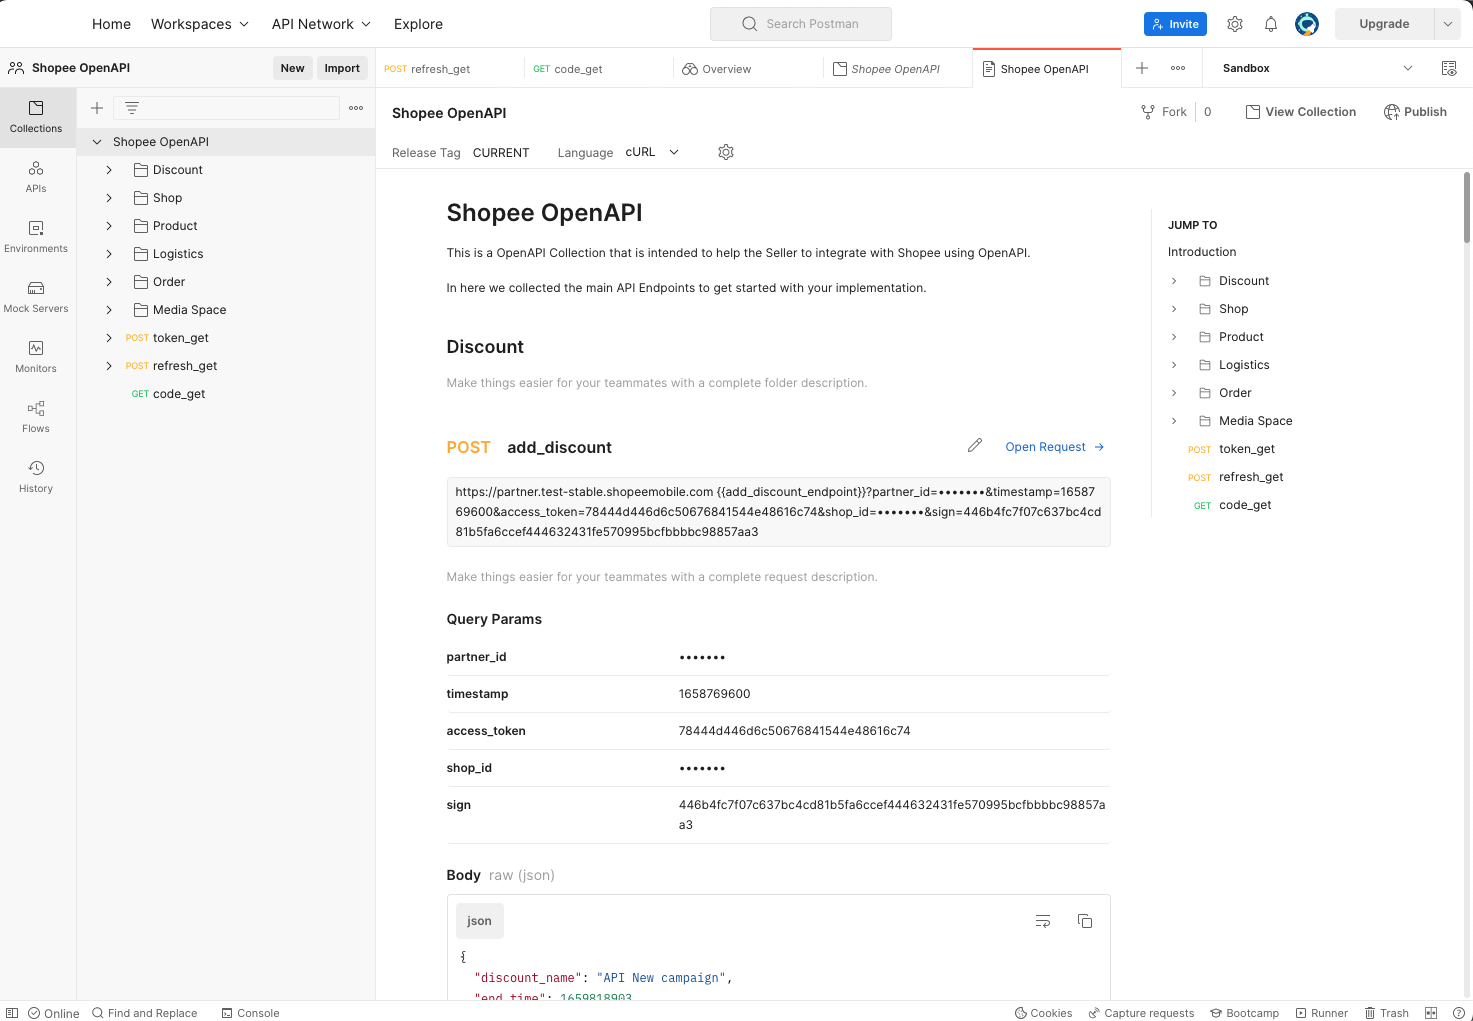 Home Workspaces API Network Explore Search Postman Invite Upgrade
Shopee OpenAPI New Import POST refresh_get GET code_get Overview Shopee OpenAPI Shopee OpenAPI Sandbox
Collections
APIs
Environments
Mock Servers
Monitors
Flows
History
Shopee OpenAPI
Discount
Shop
Product
Logistics
Order
Media Space
POST token_get
POST refresh_get
GET code_get
Shopee OpenAPI Fork 0 View Collection Publish
Release Tag CURRENT Language cURL
Shopee OpenAPI
This is a OpenAPI Collection that is intended to help the Seller to integrate with Shopee using OpenAPI.
In here we collected the main API Endpoints to get started with your implementation.
Discount
Make things easier for your teammates with a complete folder description.
POST add_discount Open Request →
https://partner.test-stable.shopeemobile.com {{add_discount_endpoint}}?partner_id=•••••••&timestamp=16587
69600&access_token=78444d446d6c50676841544e48616c74&shop_id=•••••••&sign=446b4fc7f07c637bc4cd
81b5fa6ccef444632431fe570995bcfbbbbc98857aa3
Make things easier for your teammates with a complete request description.
Query Params
partner_id •••••••
timestamp 1658769600
access_token 78444d446d6c50676841544e48616c74
shop_id •••••••
sign 446b4fc7f07c637bc4cd81b5fa6ccef444632431fe570995bcfbbbbc98857a
a3
Body raw (json)
json
{
"discount_name": "API New campaign",
"end_time": 1659818903
JUMP TO
Introduction
Discount
Shop
Product
Logistics
Order
Media Space
POST token_get
POST refresh_get
GET code_get
Online Find and Replace Console Cookies Capture requests Bootcamp Runner Trash